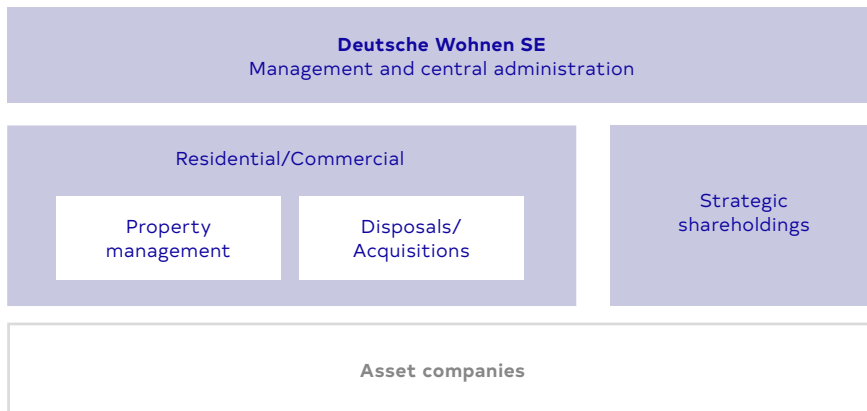 Deutsche Wohnen SE
Management and central administration
Residential/Commercial
Property
management
Disposals/
Acquisitions
Strategic
shareholdings
Asset companies